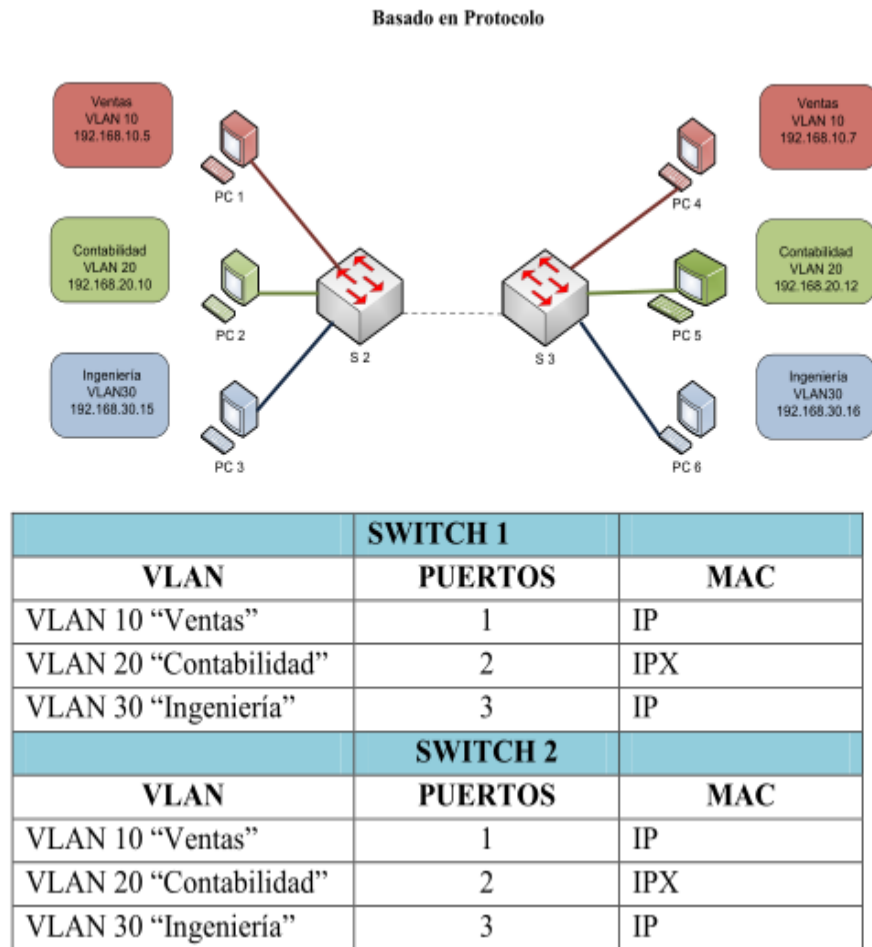 Basado en Protocolo
Ventas
VLAN 10
192.168.10.5
PC 1
Contabilidad
VLAN 20
192.168.20.10
PC 2
Ingeniería
VLAN30
192.168.30.15
PC 3
S 2
S 3
Ventas
VLAN 10
192.168.10.7
PC 4
Contabilidad
VLAN 20
192.168.20.12
PC 5
Ingeniería
VLAN30
192.168.30.16
PC 6
SWITCH 1
VLAN PUERTOS MAC
VLAN 10 “Ventas” 1 IP
VLAN 20 “Contabilidad” 2 IPX
VLAN 30 “Ingeniería” 3 IP
SWITCH 2
VLAN PUERTOS MAC
VLAN 10 “Ventas” 1 IP
VLAN 20 “Contabilidad” 2 IPX
VLAN 30 “Ingeniería” 3 IP